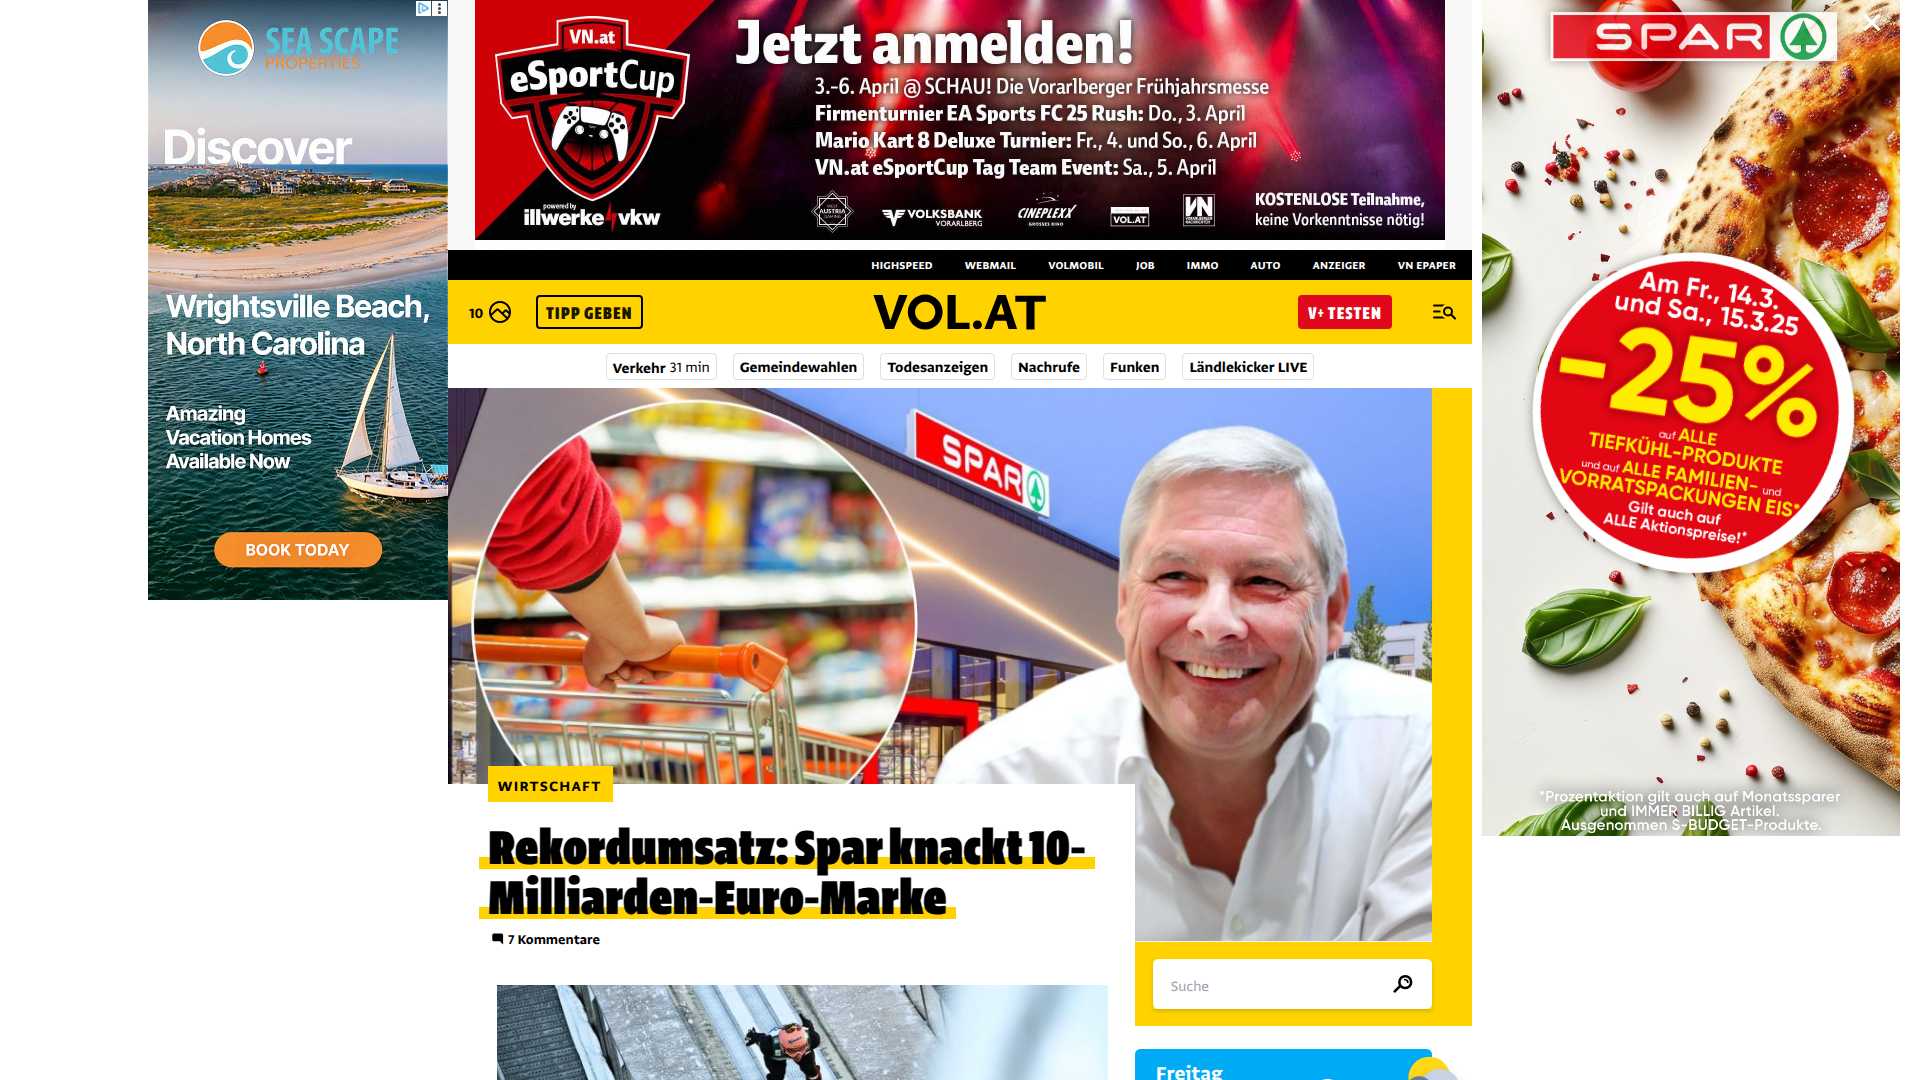 SEA SCAPE
PROPERTIES
Discover
Wrightsville Beach,
North Carolina
Amazing
Vacation Homes
Available Now
BOOK TODAY
VN.at
eSportCup
powered by
illwerke vkw
Jetzt anmelden!
3.-6. April @ SCHAU! Die Vorarlberger Frühjahrsmesse
Firmenturnier EA Sports FC 25 Rush: Do., 3. April
Mario Kart 8 Deluxe Turnier: Fr., 4. und So., 6. April
VN.at eSportCup Tag Team Event: Sa., 5. April
AUSTRIA
VOLKSBANK
VORARLBERG
CINEPLEXX
VOL.AT
VN
KOSTENLOSE Teilnahme,
keine Vorkenntnisse nötig!
HIGHSPEED WEBMAIL VOLMOBIL JOB IMMO AUTO ANZEIGER VN EPAPER
10 TIPP GEBEN VOL.AT V+ TESTEN
Verkehr 31 min Gemeindewahlen Todesanzeigen Nachrufe Funken Ländlekicker LIVE
SPAR
WIRTSCHAFT
Rekordumsatz: Spar knackt 10-
Milliarden-Euro-Marke
7 Kommentare
Suche
Freitag
SPAR
Am Fr., 14.3.
und Sa., 15.3.25
-25%
auf ALLE
TIEFKÜHL-PRODUKTE
und auf ALLE FAMILIEN- und
VORRATSPACKUNGEN EIS*
Gilt auch auf
ALLE Aktionspreise!*
*Prozentaktion gilt auch auf Monatssparer
und IMMER BILLIG Artikel.
Ausgenommen S-BUDGET-Produkte.